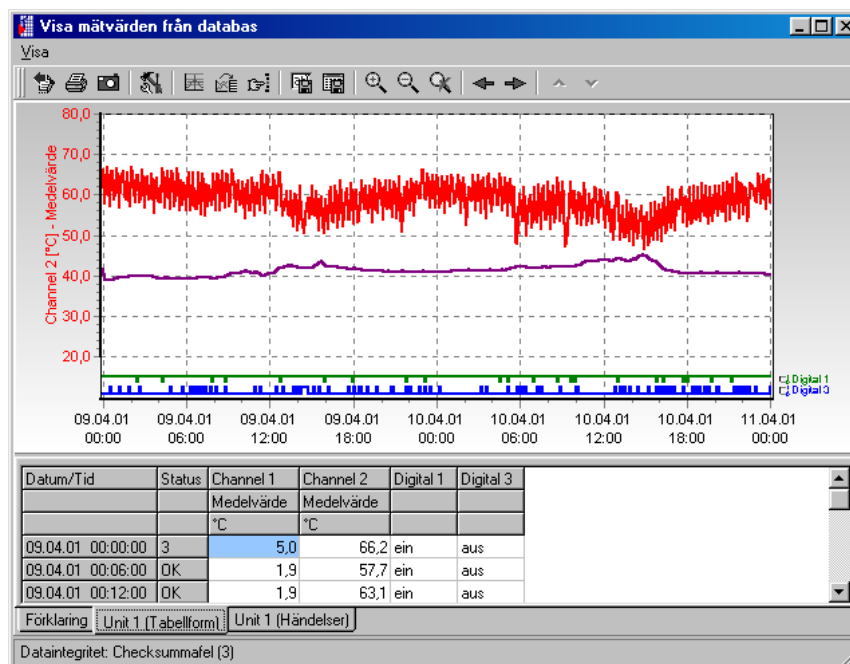 Visa mätvärden från databas
Visa
80,0
70,0
60,0
50,0
40,0
30,0
20,0
Channel 2 [°C] - Medelvärde
Digital 1
Digital 3
09.04.01 09.04.01 09.04.01 09.04.01 10.04.01 10.04.01 10.04.01 10.04.01 11.04.01
00:00 06:00 12:00 18:00 00:00 06:00 12:00 18:00 00:00
Datum/Tid Status Channel 1 Channel 2 Digital 1 Digital 3
Medelvärde Medelvärde
°C °C
09.04.01 00:00:00 3 5,0 66,2 ein aus
09.04.01 00:06:00 OK 1,9 57,7 ein aus
09.04.01 00:12:00 OK 1,9 63,1 ein aus
Förklaring Unit 1 (Tabellform) Unit 1 (Händelser)
Dataintegritet: Checksummafel (3)